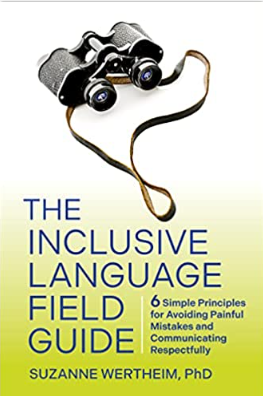 THE
INCLUSIVE
LANGUAGE
FIELD
GUIDE
6 Simple Principles
for Avoiding Painful
Mistakes and
Communicating
Respectfully
SUZANNE WERTHEIM, PhD